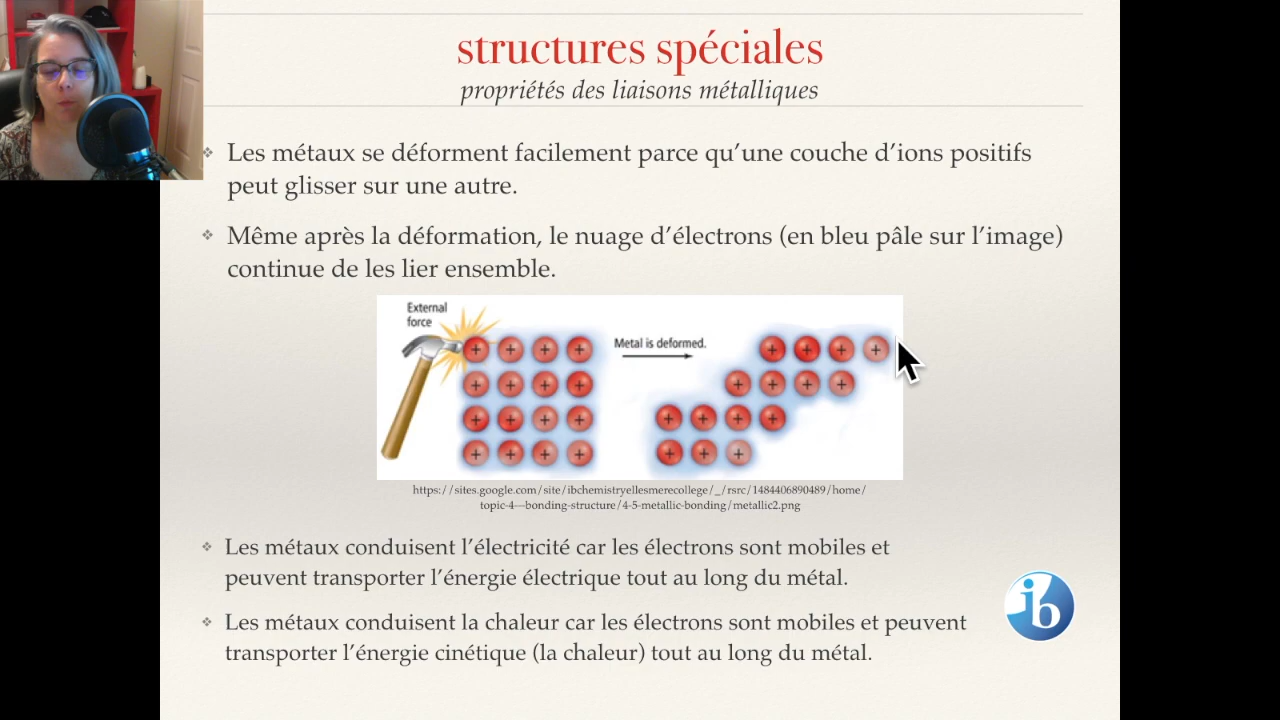 structures spéciales
propriétés des liaisons métalliques
❖ Les métaux se déforment facilement parce qu’une couche d’ions positifs
peut glisser sur une autre.
❖ Même après la déformation, le nuage d’électrons (en bleu pâle sur l’image)
continue de les lier ensemble.
External
force
Metal is deformed.
+ + + +
+ + + +
+ + + +
+ + + +
+ + + +
+ + + +
+ + + +
+ + +
https://sites.google.com/site/ibchemistryellesmerecollege/_/rsrc/1484406890489/home/
topic-4---bonding-structure/4-5-metallic-bonding/metallic2.png
❖ Les métaux conduisent l’électricité car les électrons sont mobiles et
peuvent transporter l’énergie électrique tout au long du métal.
❖ Les métaux conduisent la chaleur car les électrons sont mobiles et peuvent
transporter l’énergie cinétique (la chaleur) tout au long du métal.
ib